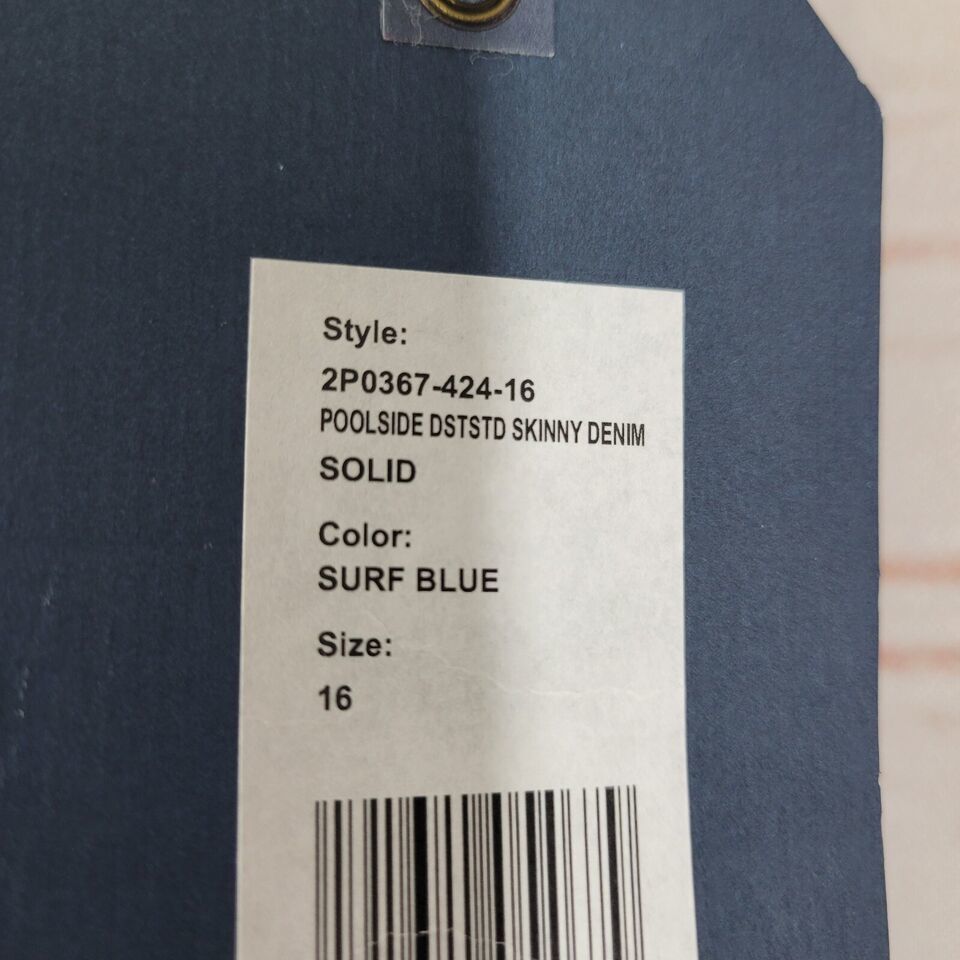 Style:
2P0367-424-16
POOLSIDE DSTSTD SKINNY DENIM
SOLID
Color:
SURF BLUE
Size:
16